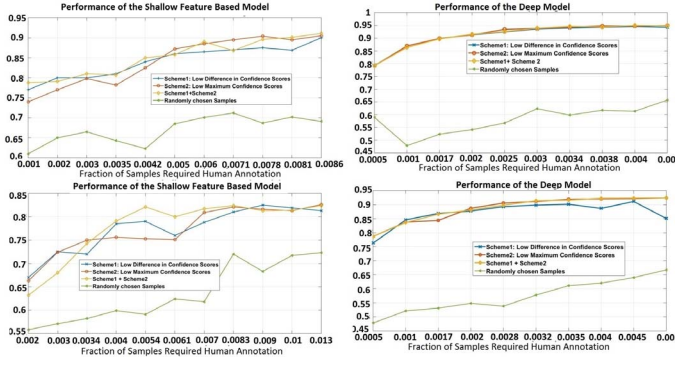 Performance of the Shallow Feature Based Model
0.95
0.9
0.85
0.8
0.75
0.7
0.65
0.6
Scheme1: Low Difference in Confidence Scores
Scheme2: Low Maximum Confidence Scores
Scheme1+Scheme2
Randomly chosen Samples
0.001 0.002 0.003 0.0035 0.0042 0.005 0.006 0.0071 0.0078 0.0081 0.0086
Fraction of Samples Required Human Annotation
Performance of the Deep Model
1
0.95
0.9
0.85
0.8
0.75
0.7
0.65
0.6
0.55
0.5
0.45
Scheme1: Low Difference in Confidence Scores
Scheme2: Low Maximum Confidence Scores
Scheme1+ Scheme 2
Randomly chosen Samples
0.0005 0.001 0.0017 0.002 0.0025 0.003 0.0034 0.0038 0.004 0.00
Fraction of Samples Required Human Annotation
Performance of the Shallow Feature Based Model
0.85
0.8
0.75
0.7
0.65
0.6
0.55
Scheme1: Low Difference in Confidence Scores
Scheme2: Low Maximum Confidence Scores
Scheme1 + Scheme2
Randomly chosen Samples
0.002 0.003 0.0034 0.004 0.0054 0.0061 0.007 0.0083 0.009 0.01 0.013
Fraction of Samples Required Human Annotation
Performance of the Deep Model
0.95
0.9
0.85
0.8
0.75
0.7
0.65
0.6
0.55
0.5
0.45
Scheme1: Low Difference in Confidence Scores
Scheme2: Low Maximum Confidence Scores
Scheme1 + Scheme2
Randomly chosen Samples
0.0005 0.001 0.0017 0.002 0.0028 0.003 0.0035 0.004 0.0045 0.00
Fraction of Samples Required Human Annotation